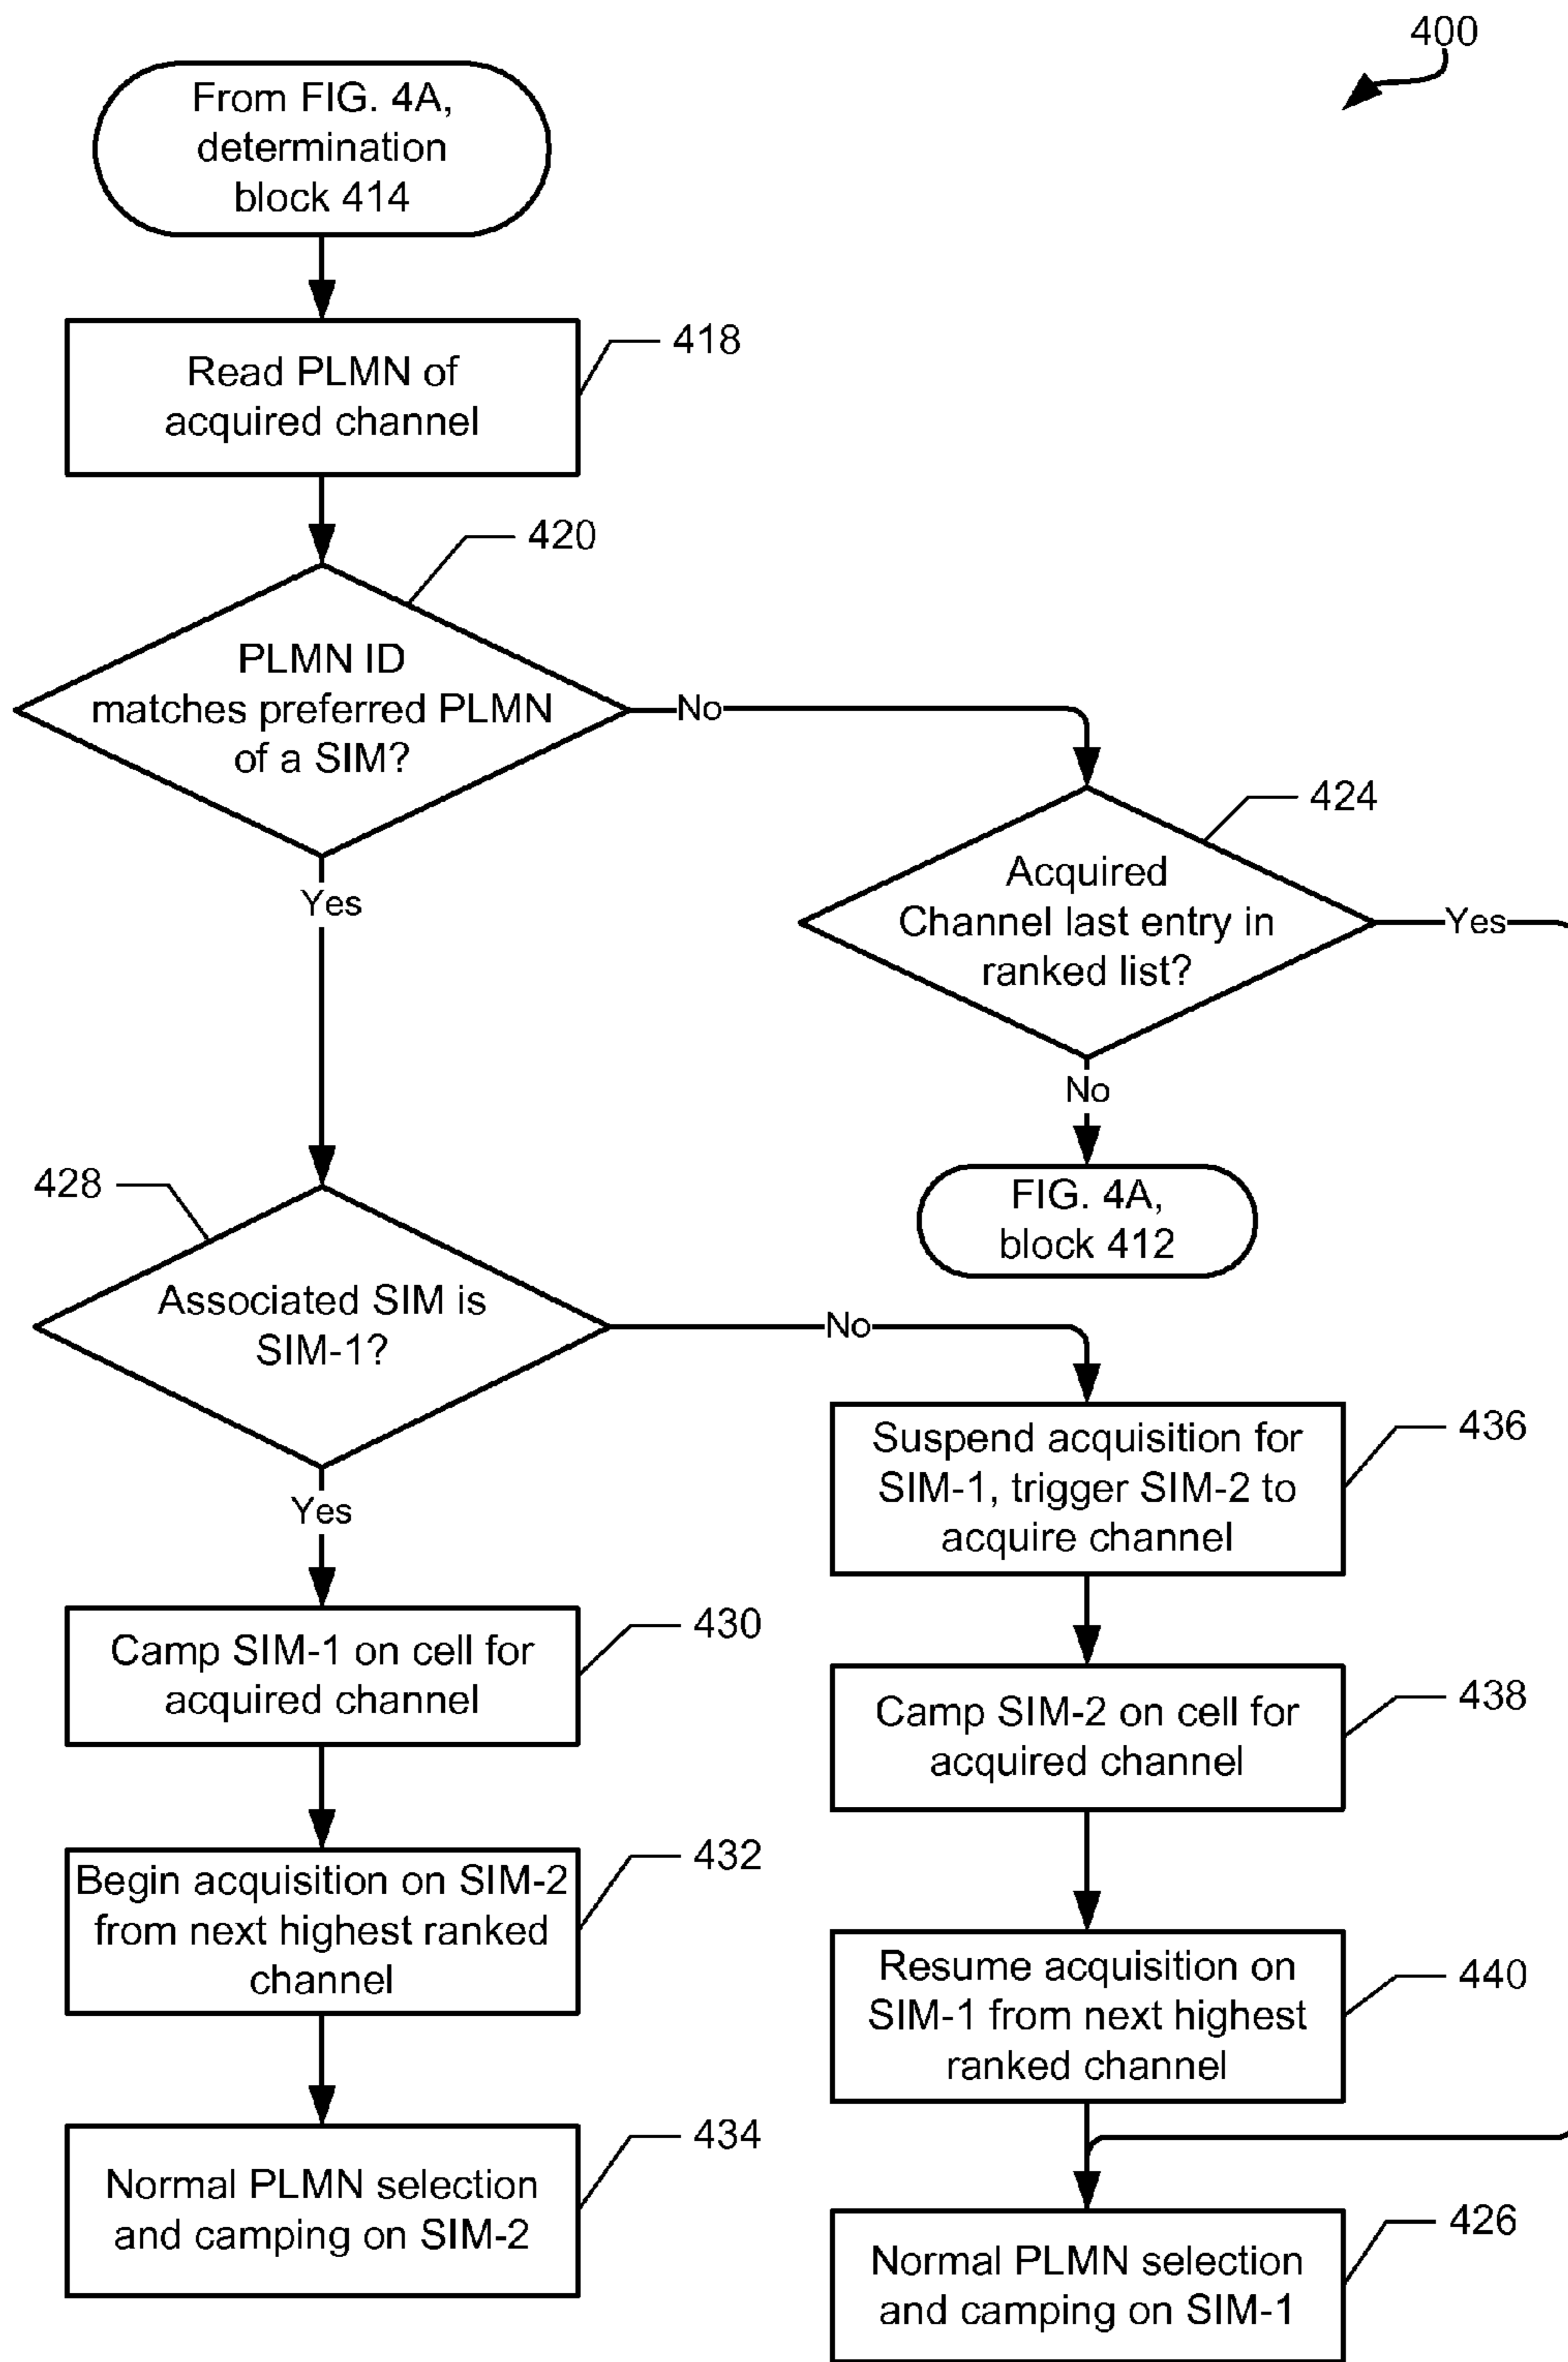 400
From FIG. 4A,
determination
block 414
Read PLMN of
acquired channel
418
420
PLMN ID
matches preferred PLMN
of a SIM?
No
Yes
424
Acquired
Channel last entry in
ranked list?
Yes
No
FIG. 4A,
block 412
428
Associated SIM is
SIM-1?
No
Yes
436
Suspend acquisition for
SIM-1, trigger SIM-2 to
acquire channel
430
Camp SIM-1 on cell for
acquired channel
438
Camp SIM-2 on cell for
acquired channel
432
Begin acquisition on SIM-2
from next highest ranked
channel
440
Resume acquisition on
SIM-1 from next highest
ranked channel
434
Normal PLMN selection
and camping on SIM-2
426
Normal PLMN selection
and camping on SIM-1